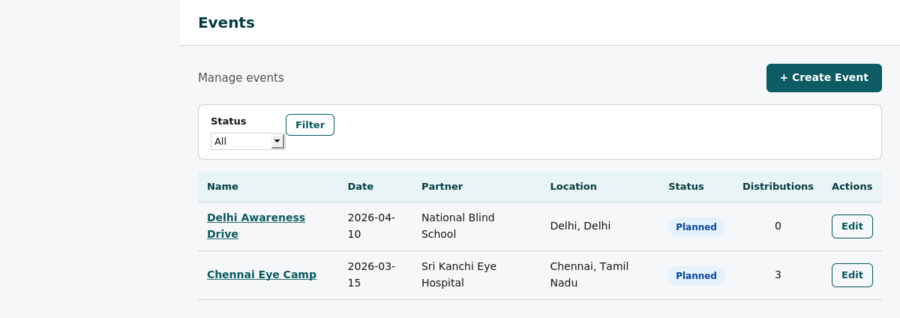 Events
Manage events
+ Create Event
Status
All
Filter
Name Date Partner Location Status Distributions Actions
Delhi Awareness Drive 2026-04-10 National Blind School Delhi, Delhi Planned 0 Edit
Chennai Eye Camp 2026-03-15 Sri Kanchi Eye Hospital Chennai, Tamil Nadu Planned 3 Edit